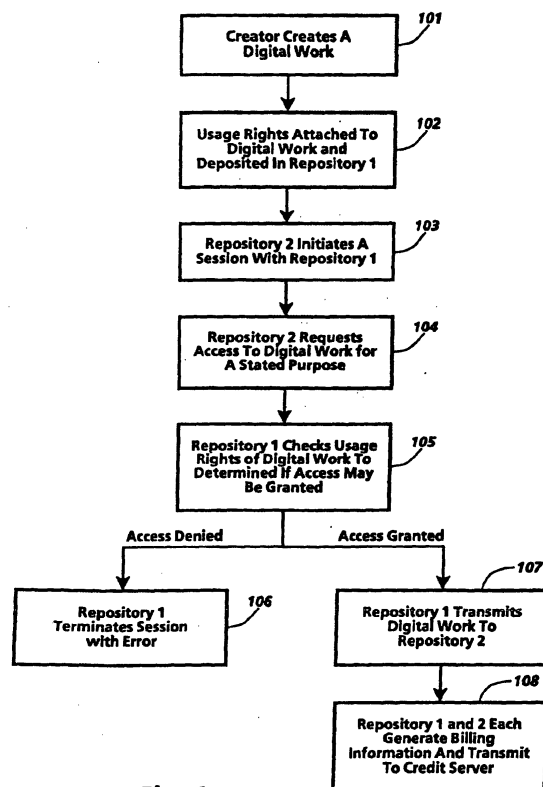 101
Creator Creates A
Digital Work
102
Usage Rights Attached To
Digital Work and
Deposited In Repository 1
103
Repository 2 Initiates A
Session With Repository 1
104
Repository 2 Requests
Access To Digital Work for
A Stated Purpose
105
Repository 1 Checks Usage
Rights of Digital Work To
Determined If Access May
Be Granted
Access Denied
Access Granted
106
Repository 1
Terminates Session
with Error
107
Repository 1 Transmits
Digital Work To
Repository 2
108
Repository 1 and 2 Each
Generate Billing
Information And Transmit
To Credit Server